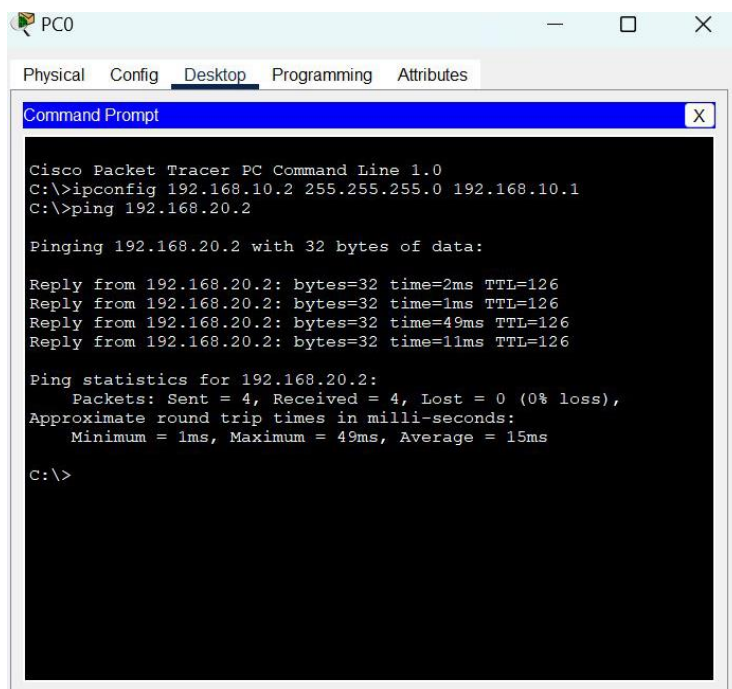 PC0
Physical Config Desktop Programming Attributes
Command Prompt X
Cisco Packet Tracer PC Command Line 1.0
C:\>ipconfig 192.168.10.2 255.255.255.0 192.168.10.1
C:\>ping 192.168.20.2
Pinging 192.168.20.2 with 32 bytes of data:
Reply from 192.168.20.2: bytes=32 time=2ms TTL=126
Reply from 192.168.20.2: bytes=32 time=1ms TTL=126
Reply from 192.168.20.2: bytes=32 time=49ms TTL=126
Reply from 192.168.20.2: bytes=32 time=11ms TTL=126
Ping statistics for 192.168.20.2:
Packets: Sent = 4, Received = 4, Lost = 0 (0% loss),
Approximate round trip times in milli-seconds:
Minimum = 1ms, Maximum = 49ms, Average = 15ms
C:\>